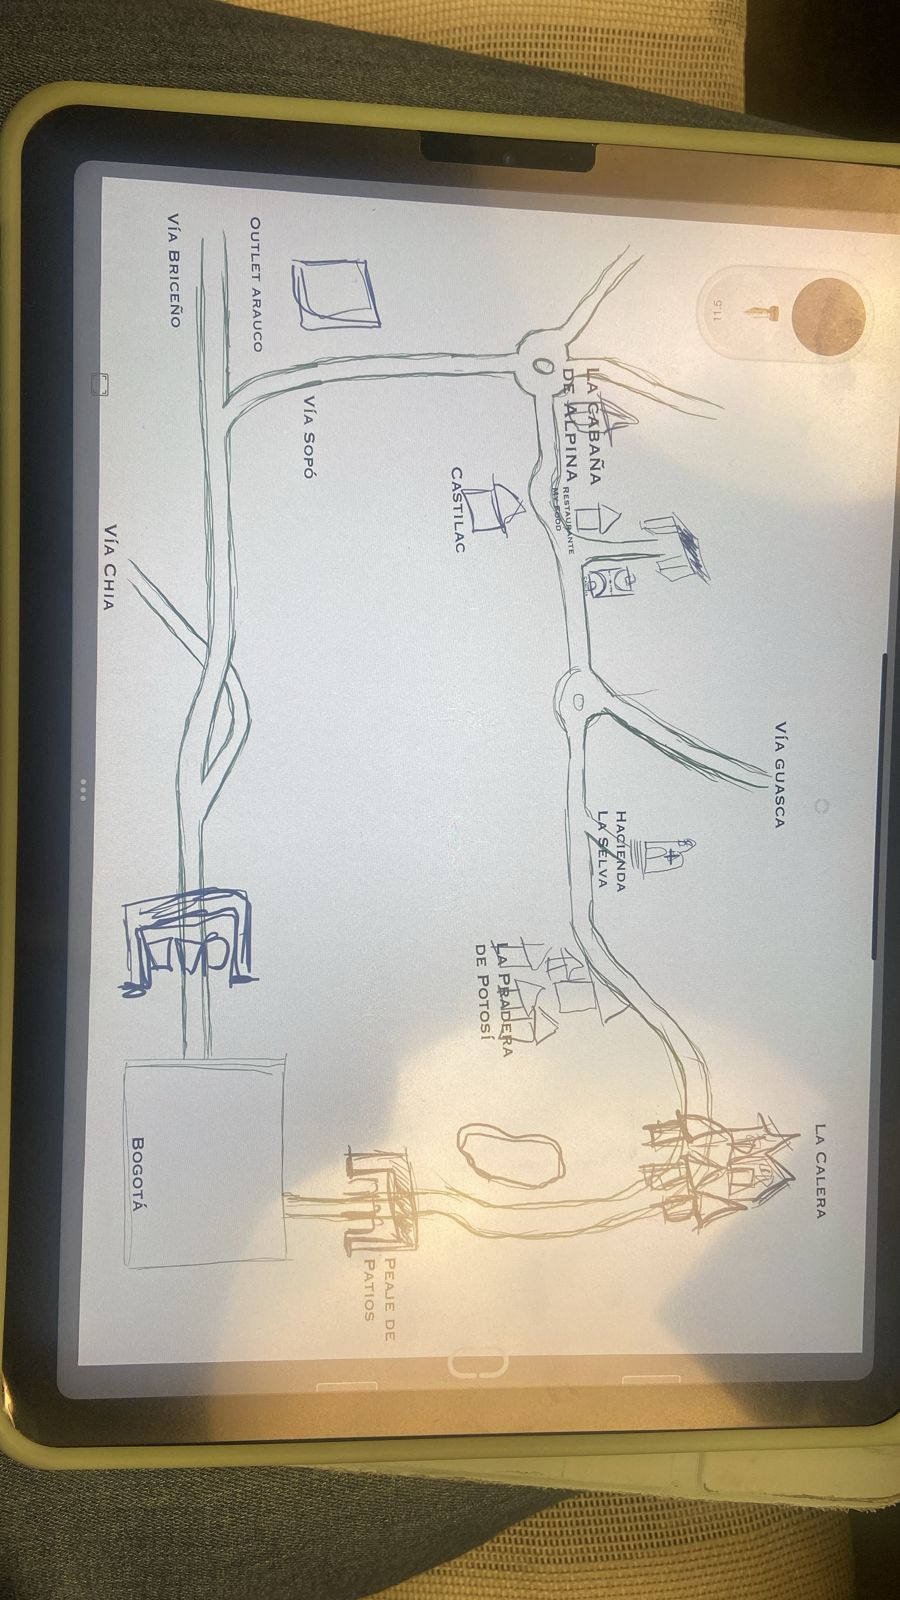 La Calera
Vía guasca
11.5
Hacienda
La Selva
La cabaña
de Alpina
Restaurante
My Food
La Pradera
de Potosí
Castilac
Peaje de
Patios
Vía Sopó
Outlet arauco
Vía Briceño
Bogotá
Vía Chia